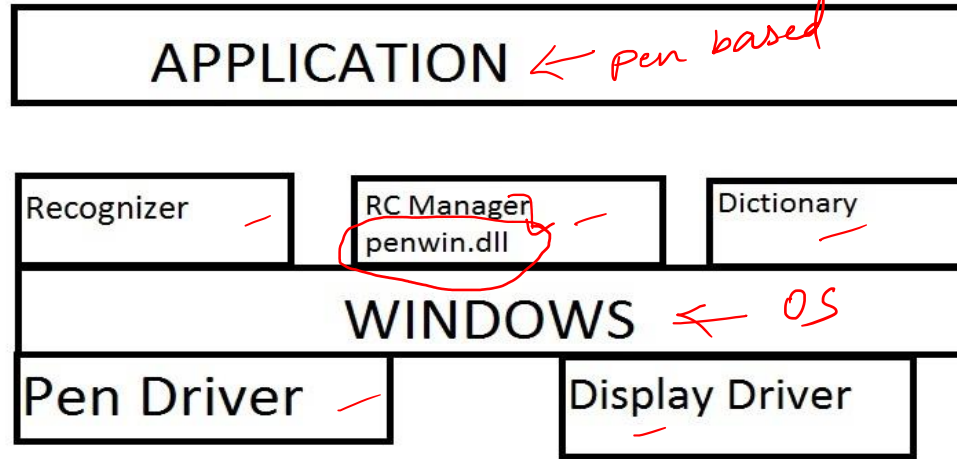 APPLICATION ← pen based
Recognizer
RC Manager
penwin.dll
Dictionary
WINDOWS ← OS
Pen Driver
Display Driver